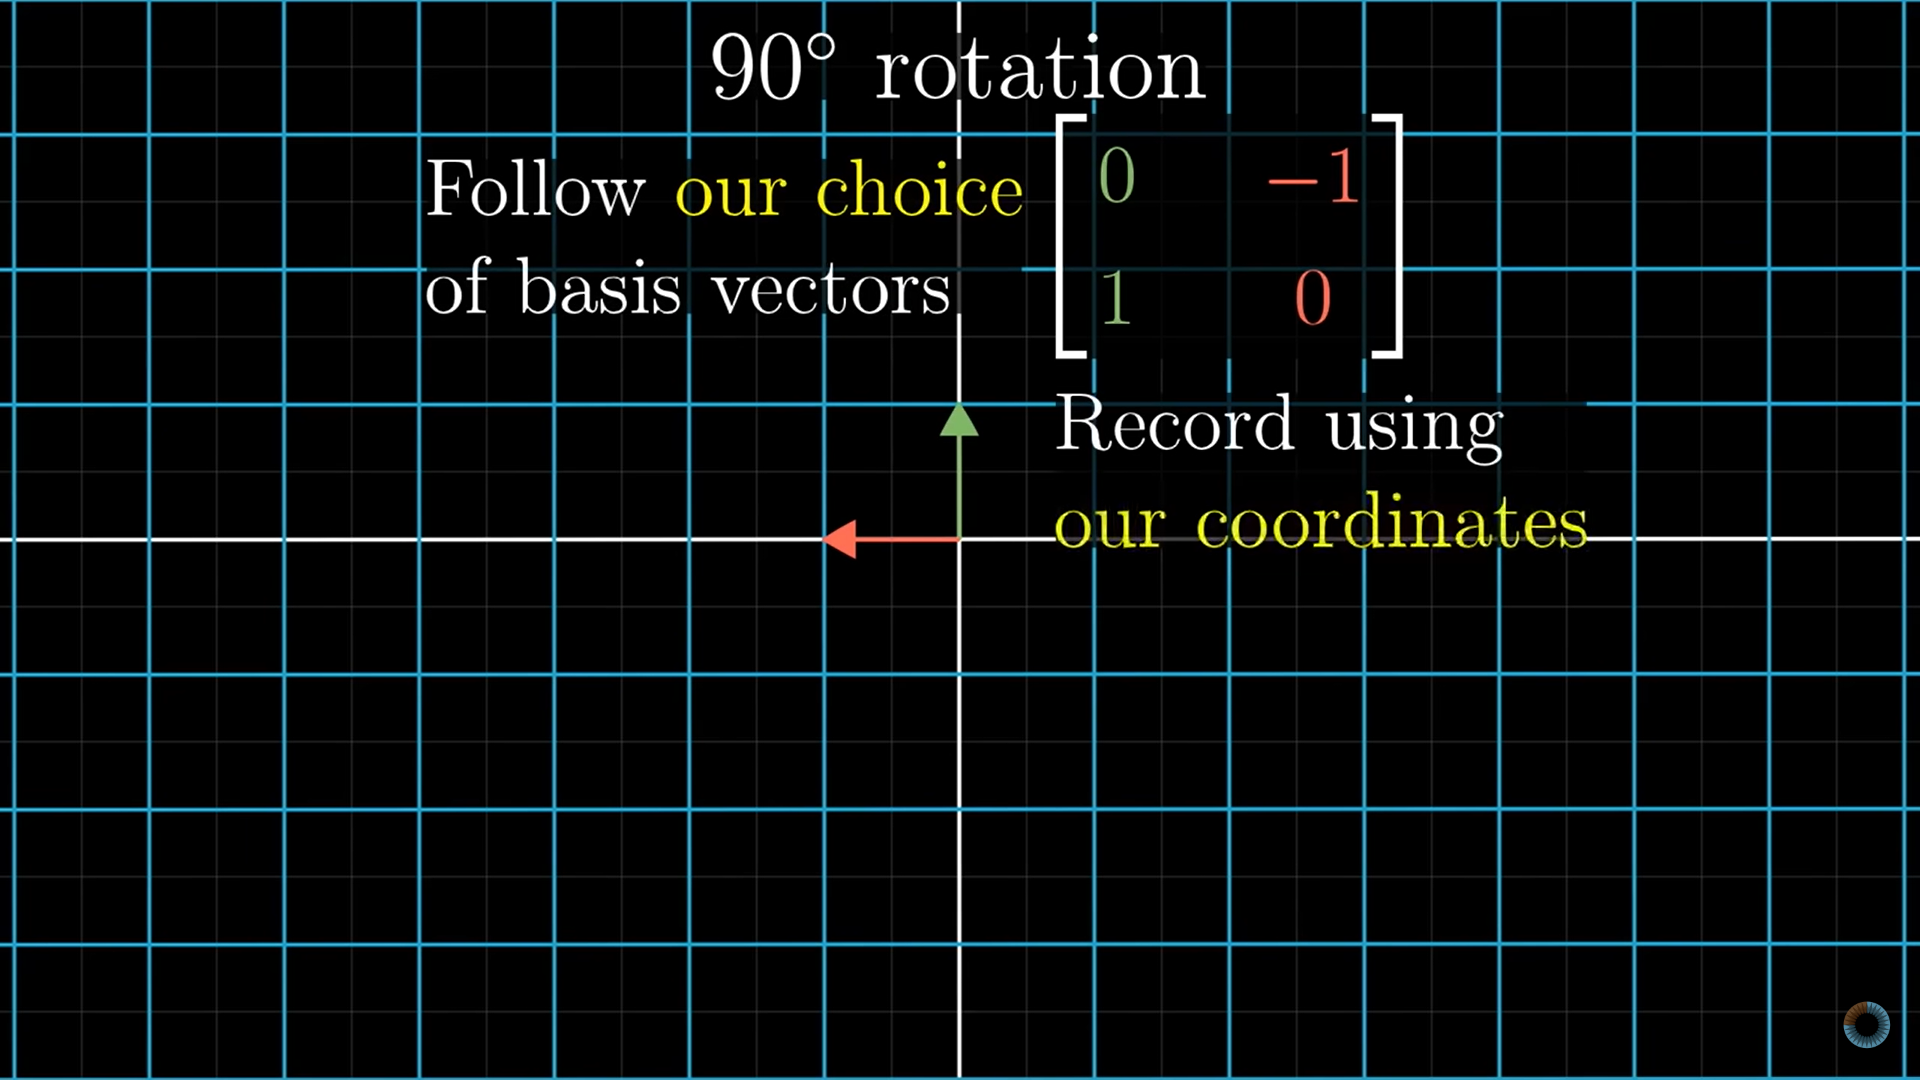 90° rotation
Follow our choice
of basis vectors
0 −1
1 0
Record using
our coordinates